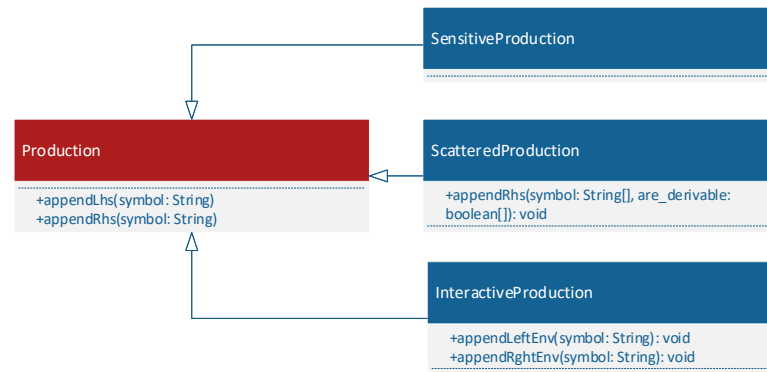 SensitiveProduction
Production
+appendLhs(symbol: String)
+appendRhs(symbol: String)
ScatteredProduction
+appendRhs(symbol: String[], are_derivable:
boolean[]): void
InteractiveProduction
+appendLeftEnv(symbol: String): void
+appendRghtEnv(symbol: String): void